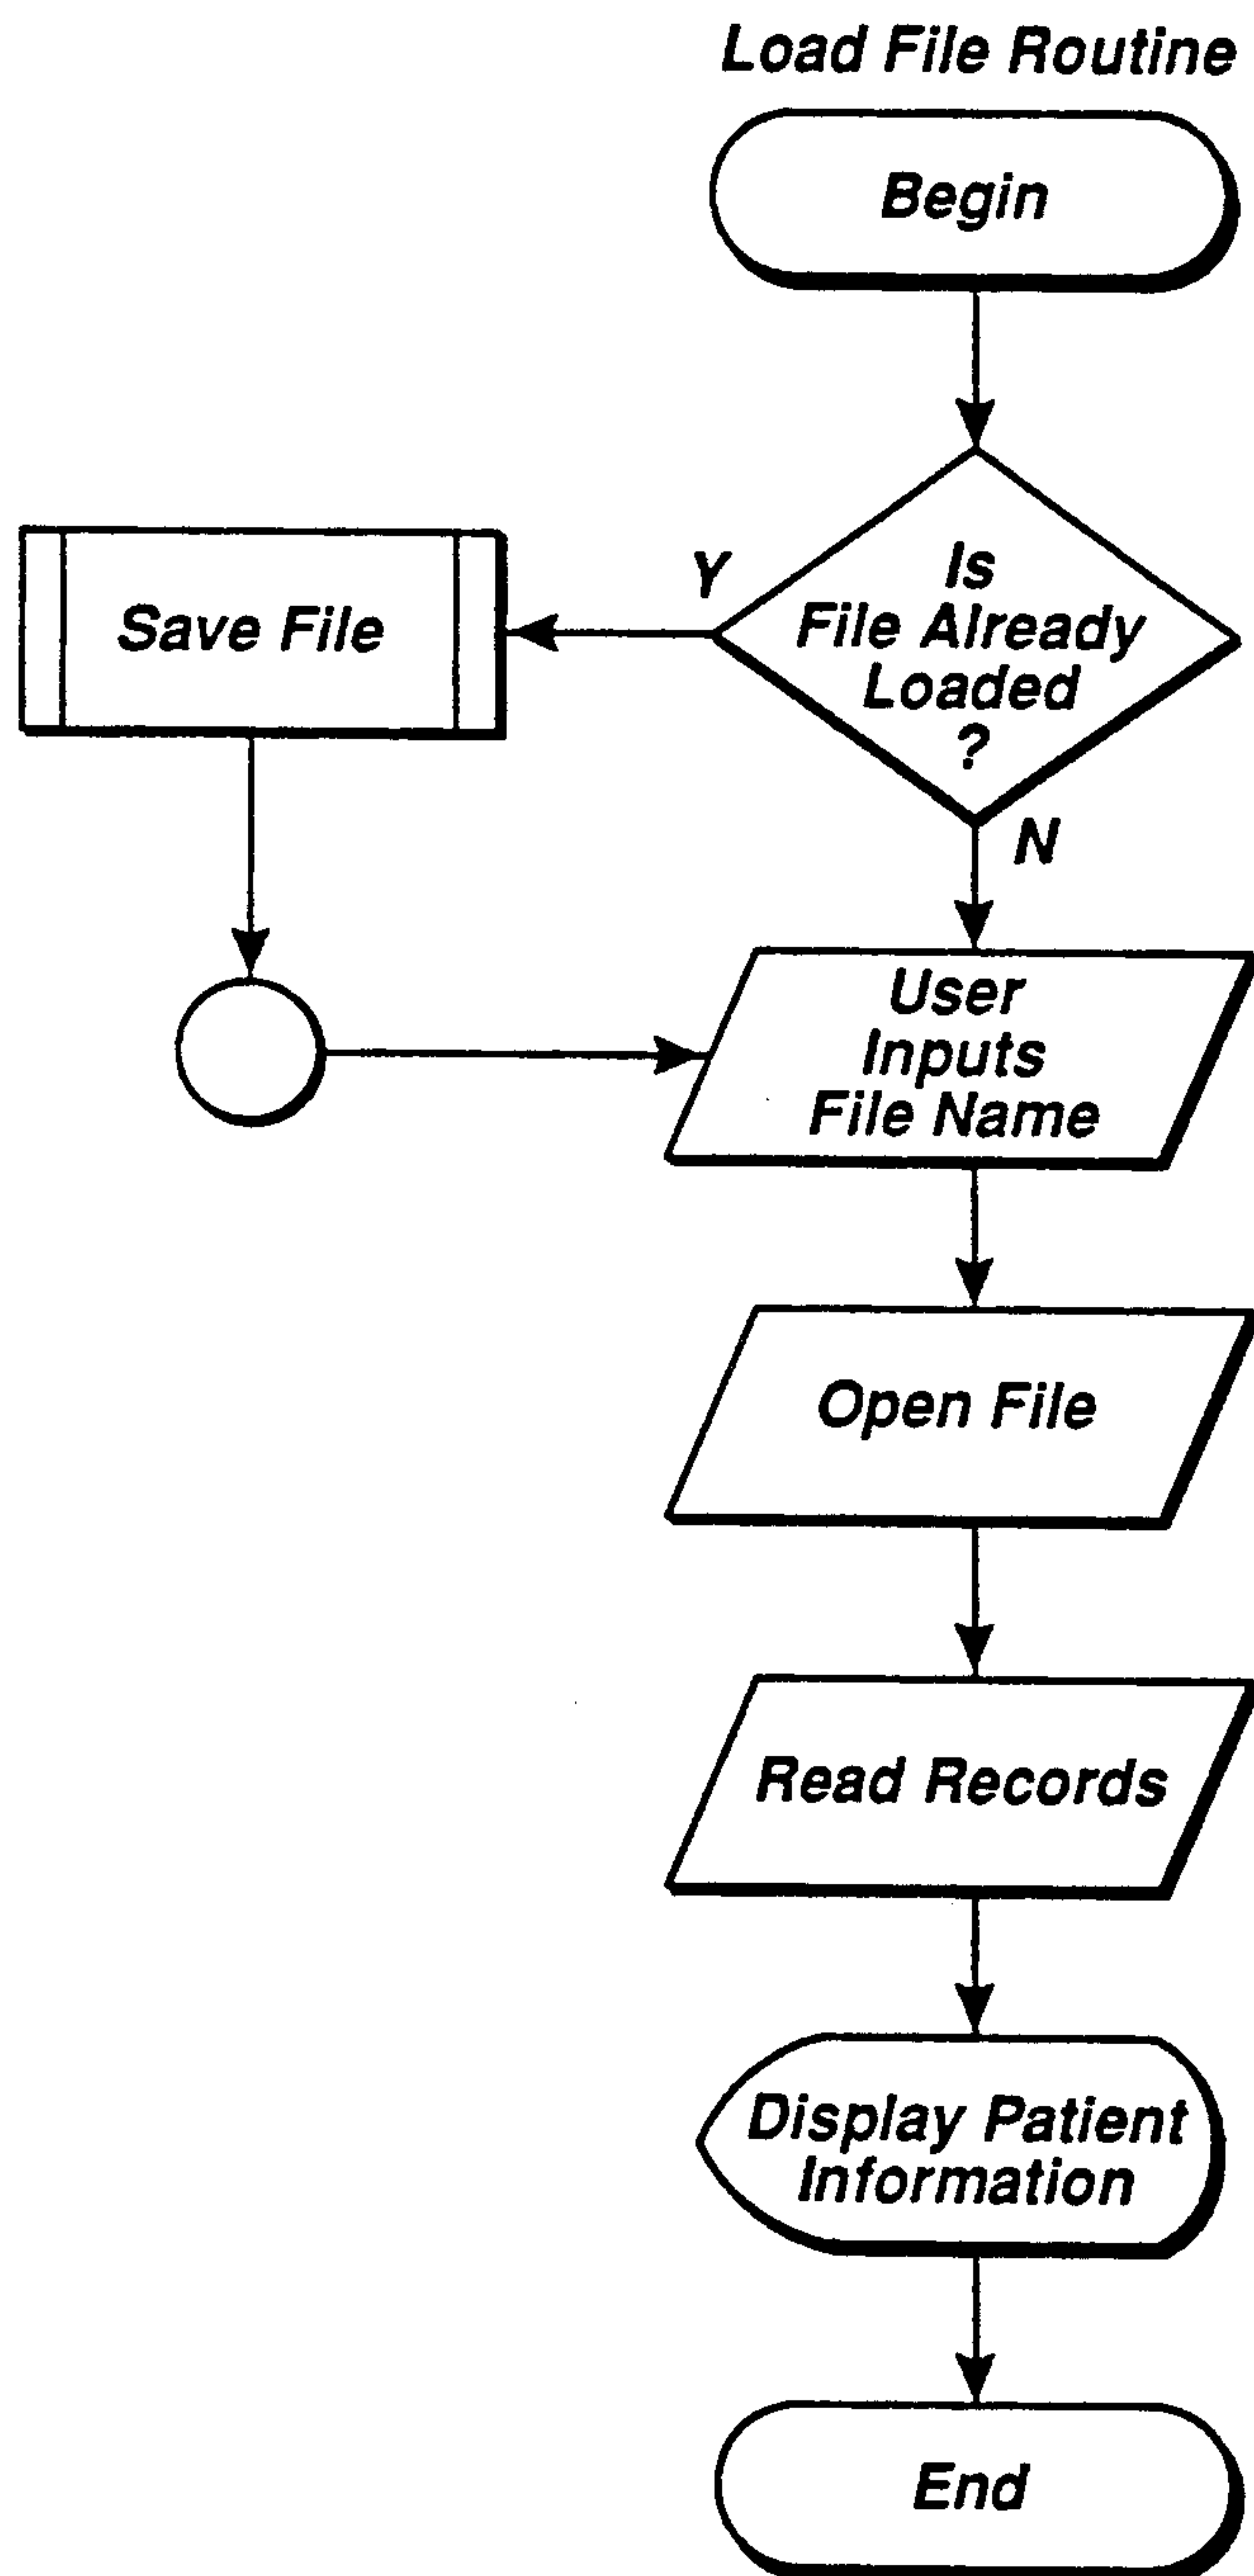 Load File Routine
Begin
Is
File Already
Loaded
?
Y
Save File
N
User
Inputs
File Name
Open File
Read Records
Display Patient
Information
End